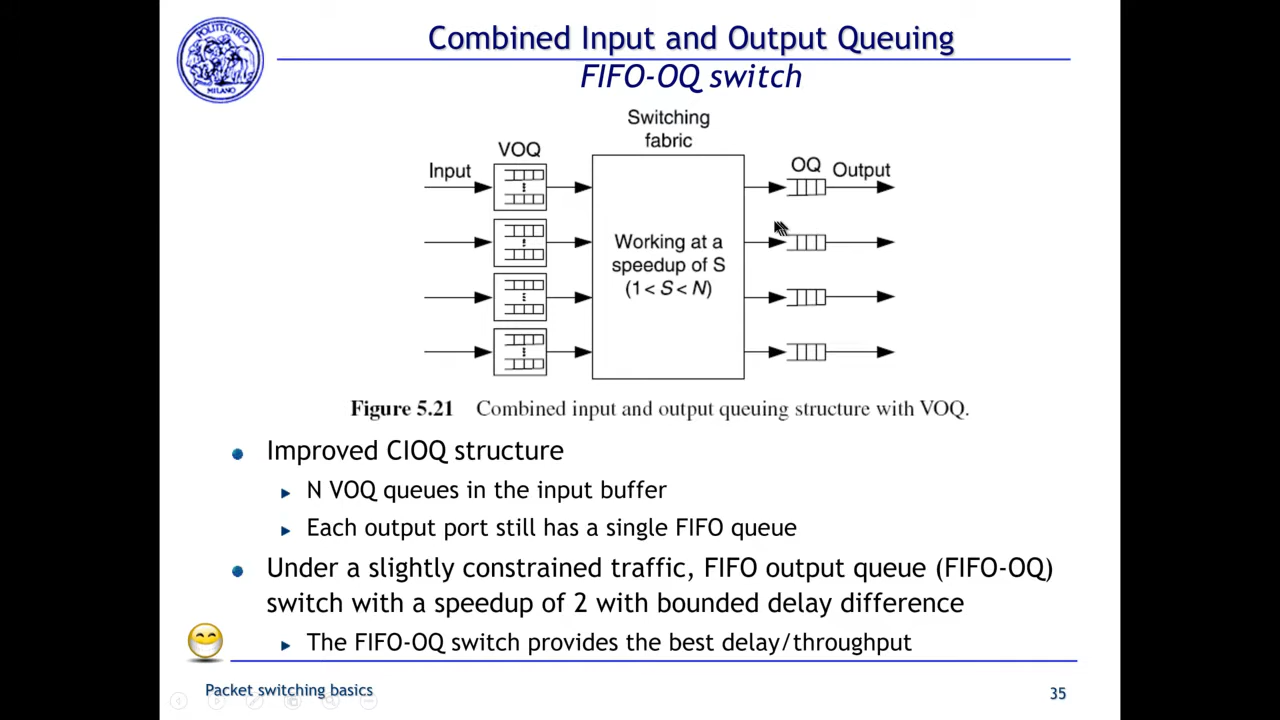 POLITECNICO
MILANO
Combined Input and Output Queuing
FIFO-OQ switch
Switching
fabric
VOQ
Input
OQ
Output
Working at a
speedup of S
(1 < S < N)
Figure 5.21 Combined input and output queuing structure with VOQ.
Improved CIOQ structure
N VOQ queues in the input buffer
Each output port still has a single FIFO queue
Under a slightly constrained traffic, FIFO output queue (FIFO-OQ)
switch with a speedup of 2 with bounded delay difference
The FIFO-OQ switch provides the best delay/throughput
Packet switching basics
35